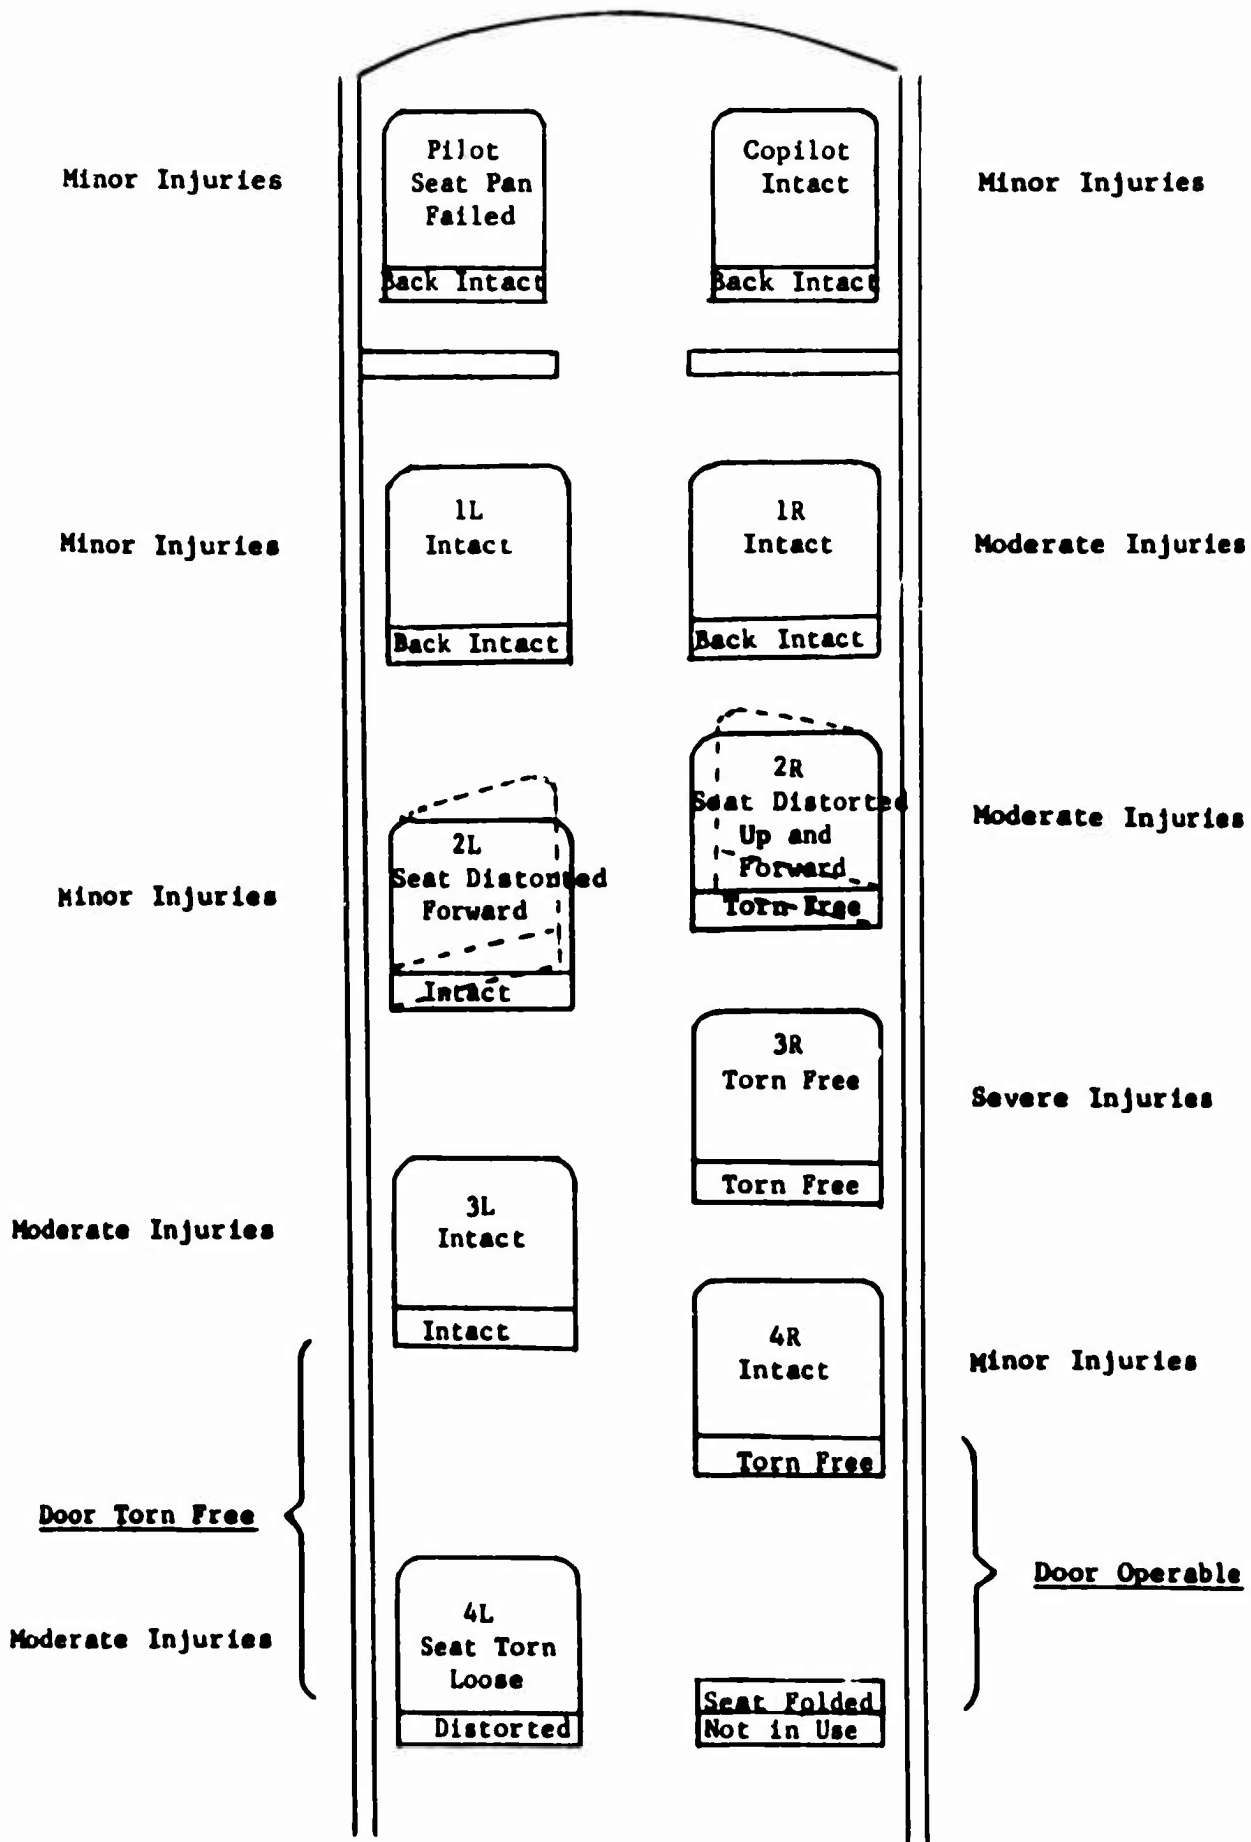 Minor Injuries
Pilot
Seat Pan
Failed
Back Intact
Copilot
Intact
Back Intact
Minor Injuries
Minor Injuries
1L
Intact
Back Intact
1R
Intact
Back Intact
Moderate Injuries
2R
Seat Distorted
Up and
Forward
Torn Free
Moderate Injuries
Minor Injuries
2L
Seat Distorted
Forward
Intact
3R
Torn Free
Torn Free
Severe Injuries
Moderate Injuries
3L
Intact
Intact
4R
Intact
Torn Free
Minor Injuries
Door Torn Free
Door Operable
Moderate Injuries
4L
Seat Torn
Loose
Distorted
Seat Folded
Not in Use